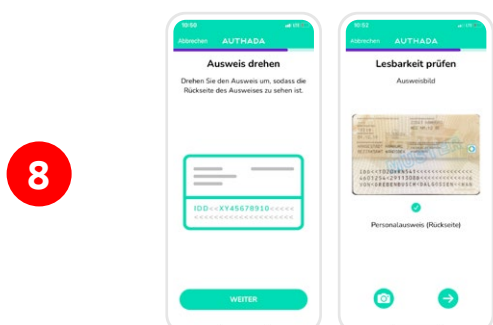 8
10:50
Abbrechen AUTHADA
Ausweis drehen
Drehen Sie den Ausweis um, sodass die
Rückseite des Ausweises zu sehen ist.
IDD<<XY45678910<<<<<
<<<<<<<<<<<<<<<<<<<<
WEITER
10:52
Abbrechen AUTHADA
Lesbarkeit prüfen
Ausweisbild
Personalausweis (Rückseite)